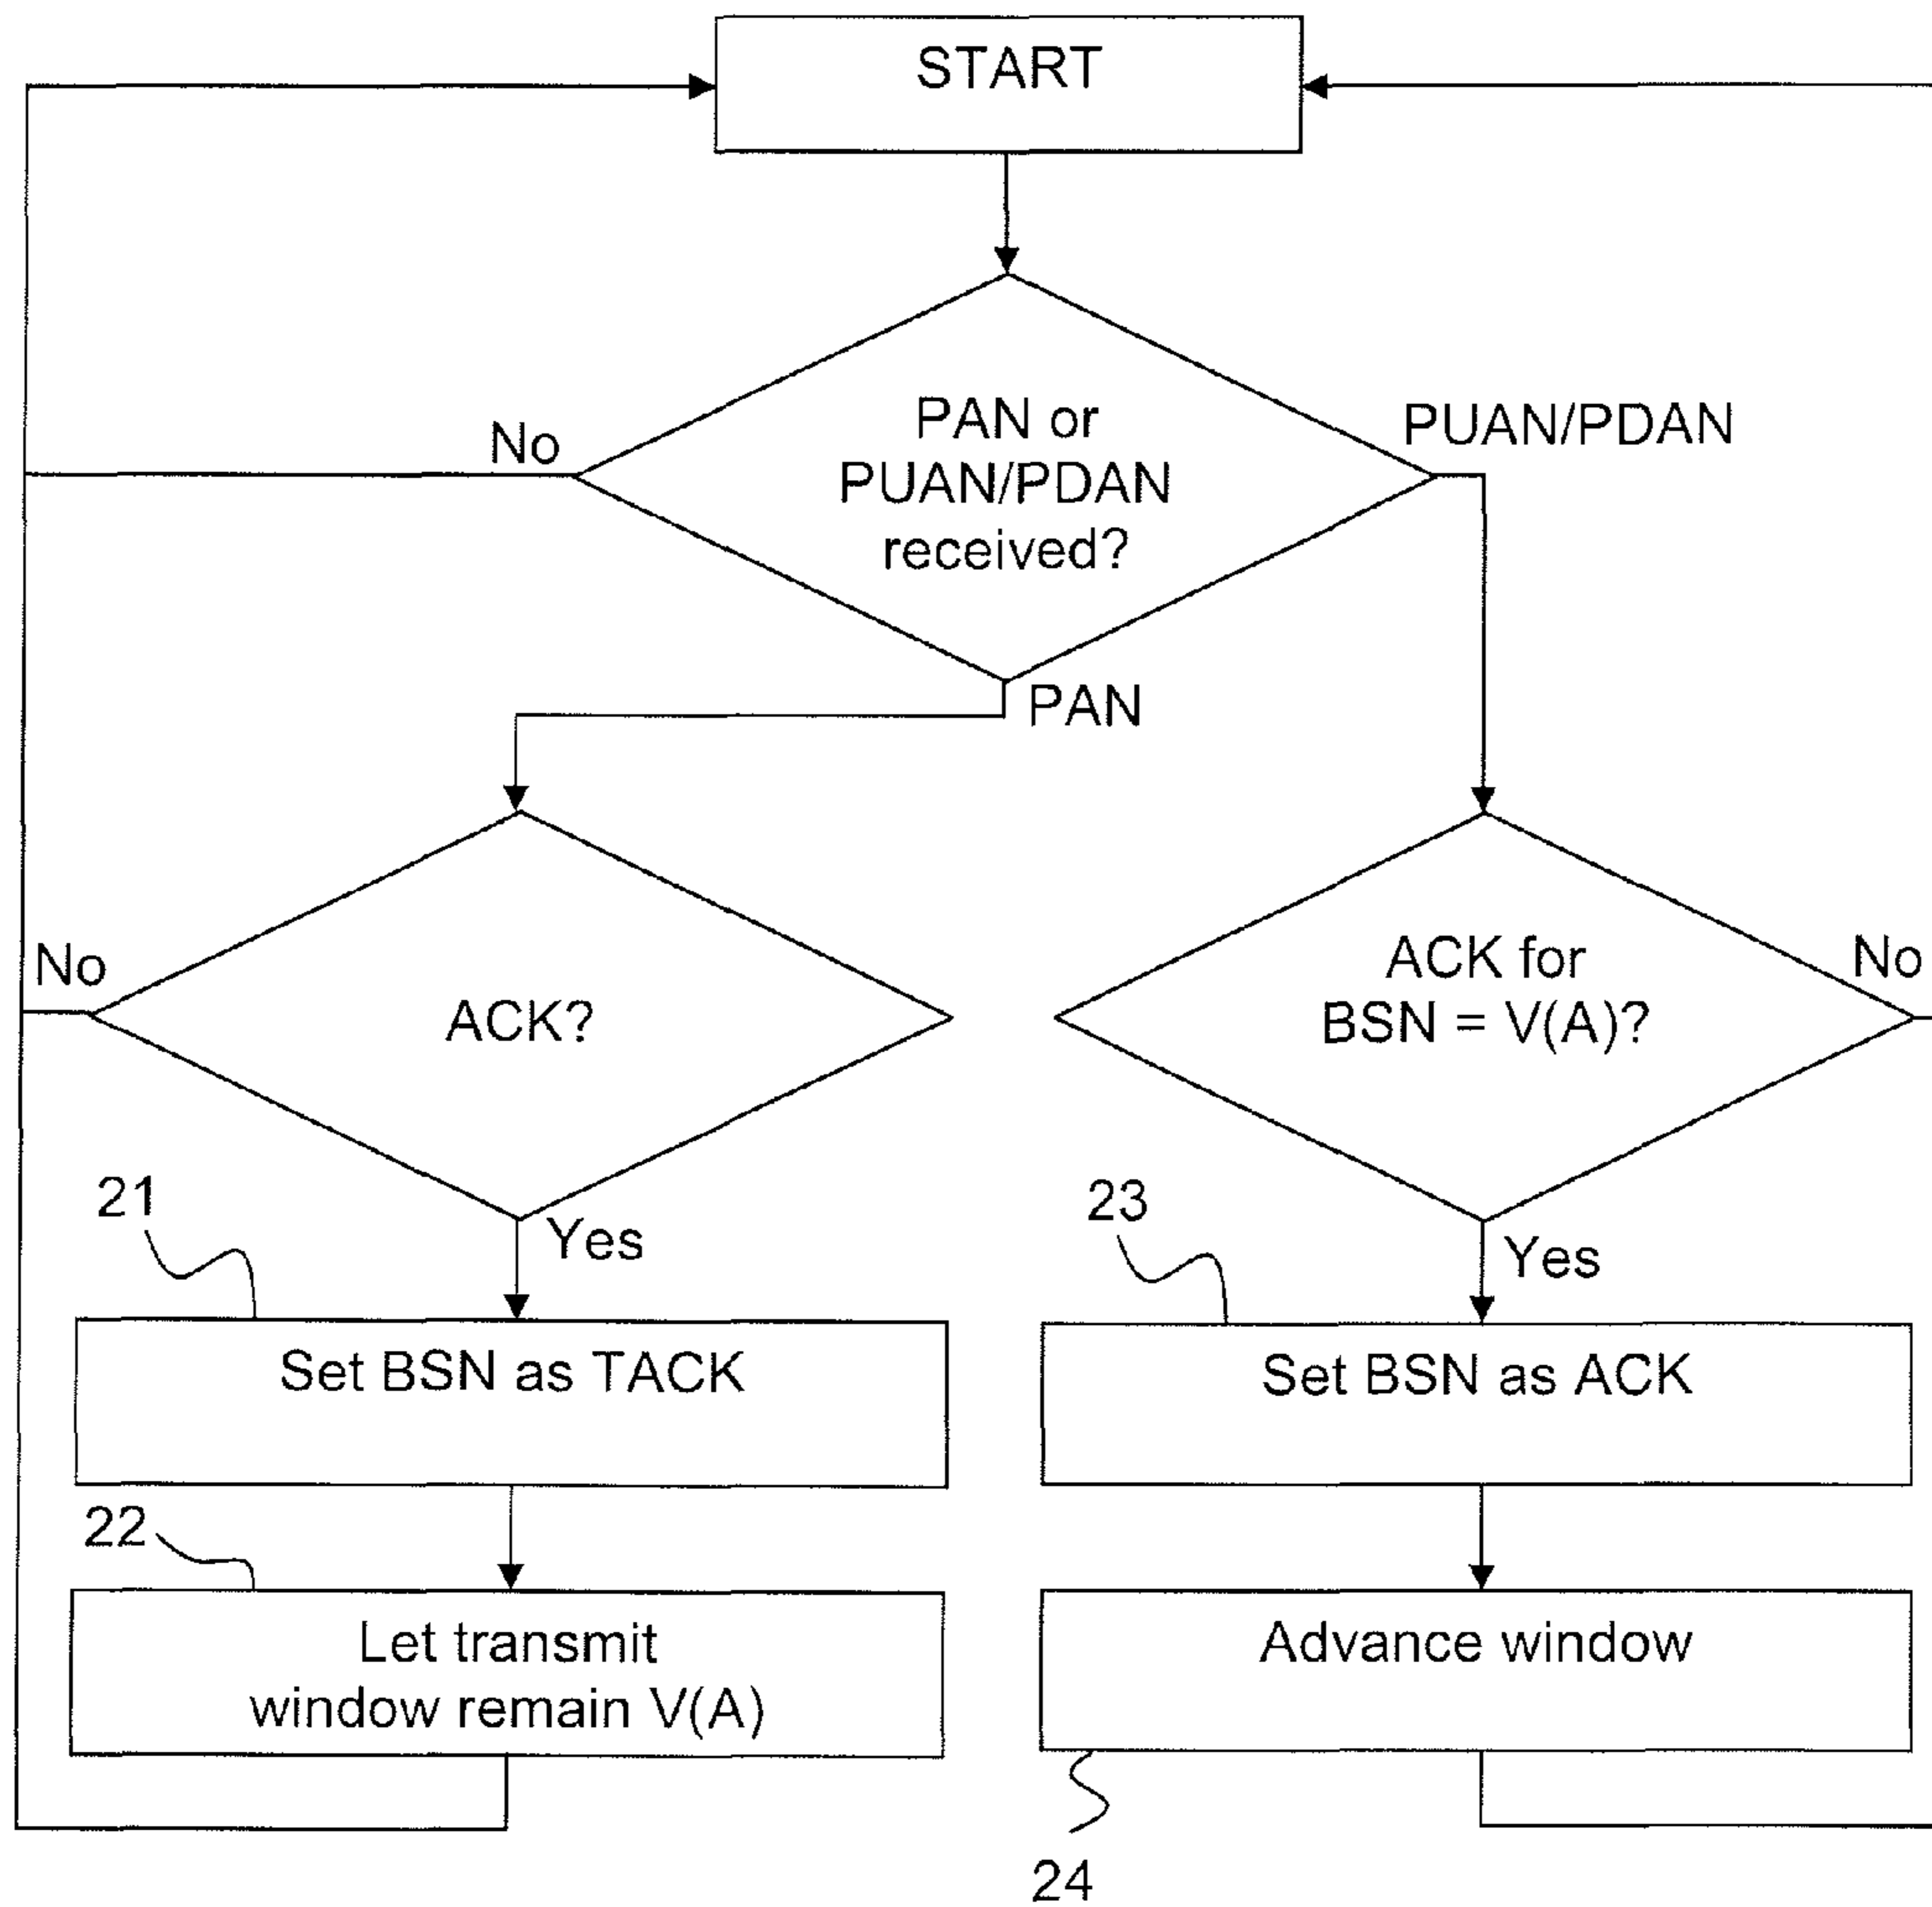 START
PAN or
PUAN/PDAN
received?
No
PUAN/PDAN
PAN
ACK?
No
ACK for
BSN = V(A)?
No
21
Yes
23
Yes
Set BSN as TACK
Set BSN as ACK
22
Let transmit
window remain V(A)
Advance window
24